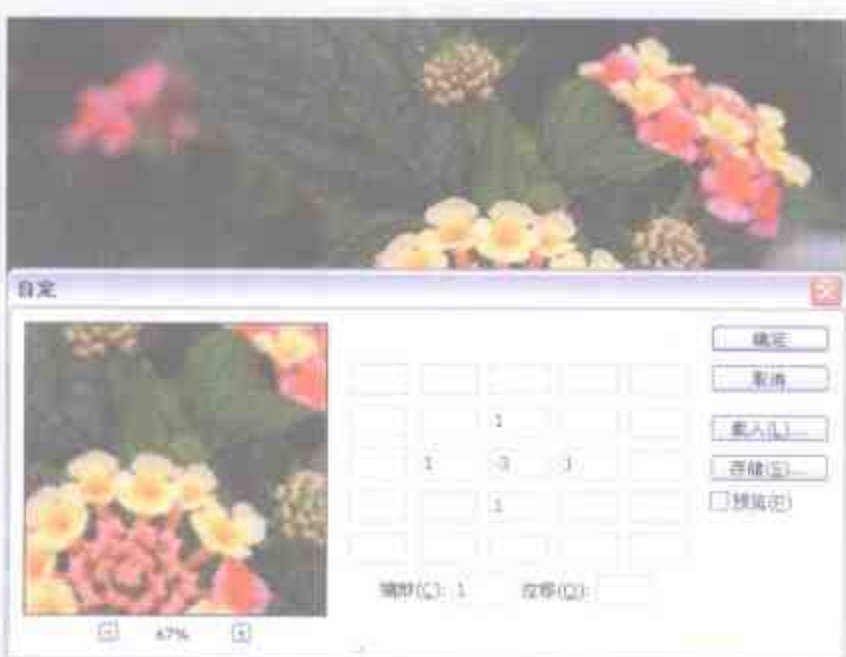 自定
确定
取消
1
载入(L)...
1 -3 1
存储(S)...
预览(P)
1
缩放(C): 1 位移(O):
67%